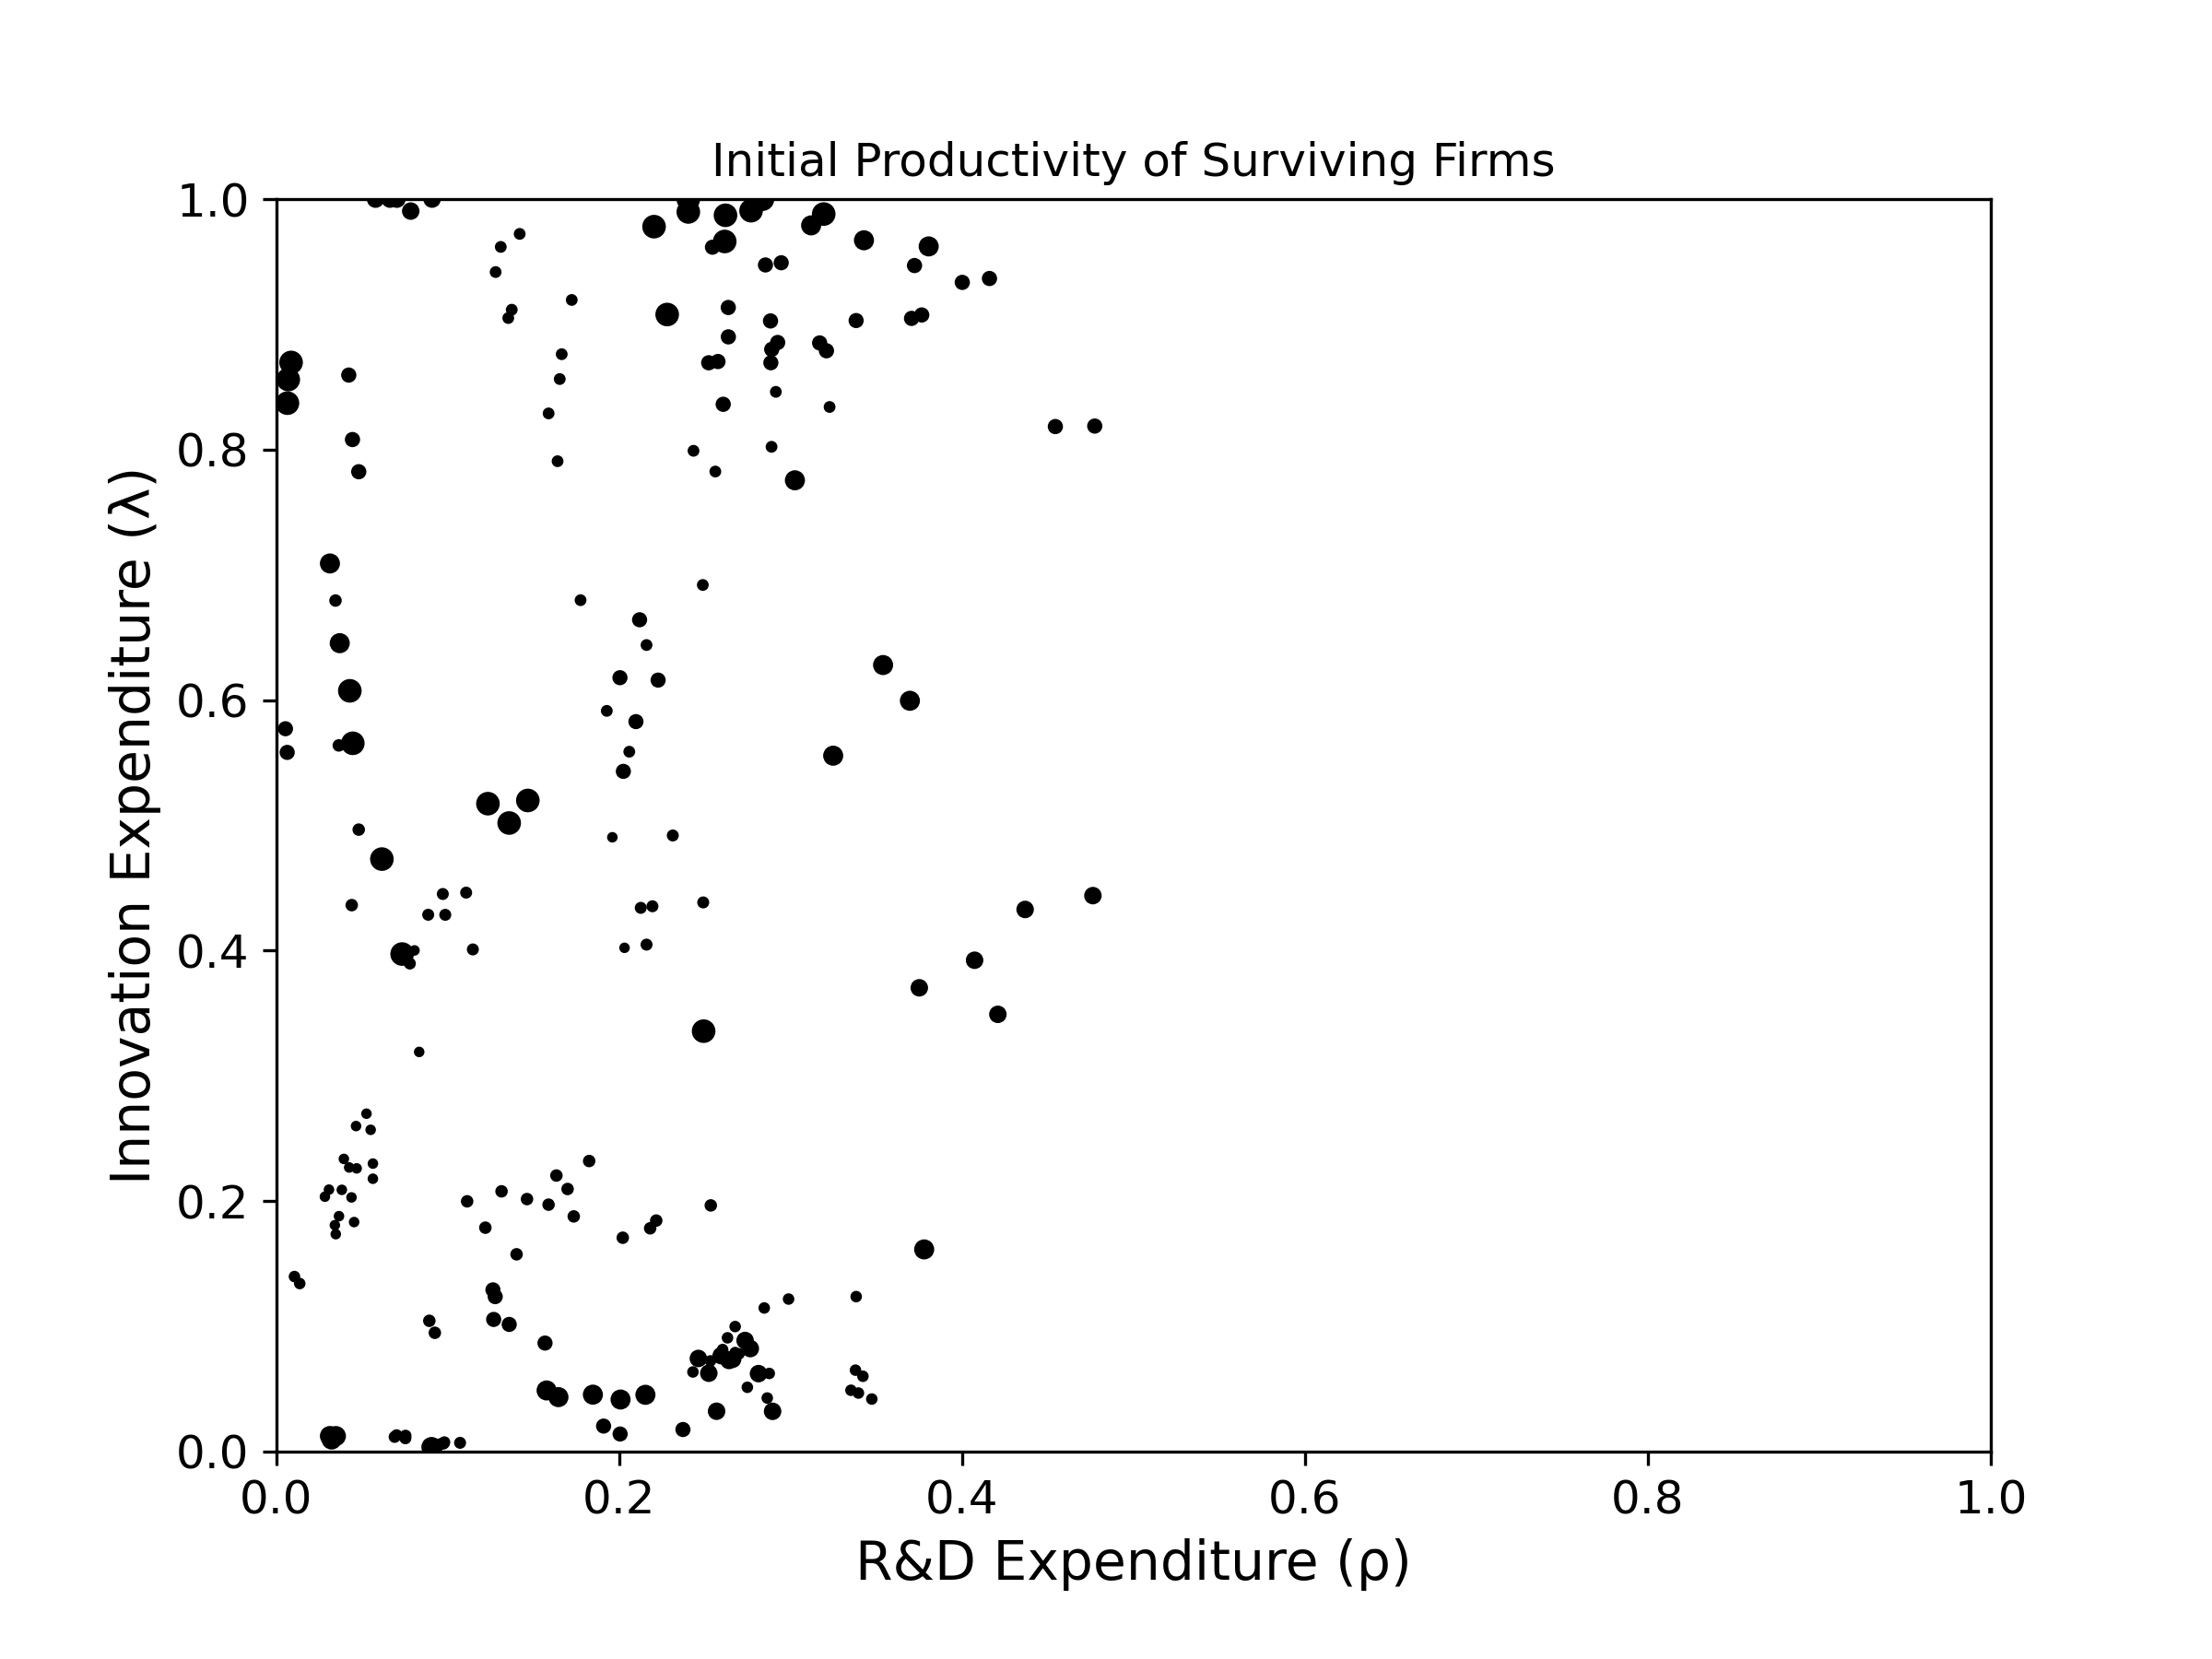 Initial Productivity of Surviving Firms
1.0
0.8
0.6
0.4
0.2
0.0
Innovation Expenditure (λ)
0.0 0.2 0.4 0.6 0.8 1.0
R&D Expenditure (ρ)